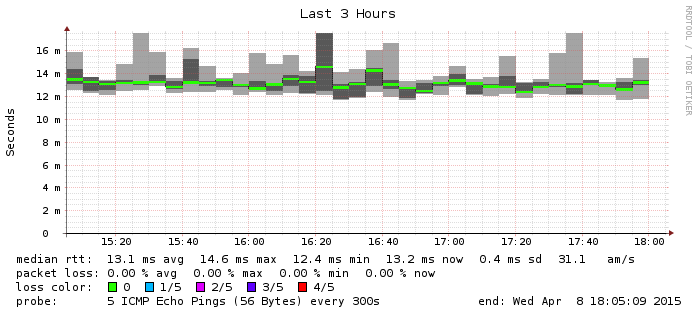 Last 3 Hours
RRDTOOL / TOBI OETIKER
Seconds
16 m
14 m
12 m
10 m
8 m
6 m
4 m
2 m
0
15:20 15:40 16:00 16:20 16:40 17:00 17:20 17:40 18:00
median rtt: 13.1 ms avg 14.6 ms max 12.4 ms min 13.2 ms now 0.4 ms sd 31.1 am/s
packet loss: 0.00 % avg 0.00 % max 0.00 % min 0.00 % now
loss color: 0 1/5 2/5 3/5 4/5
probe: 5 ICMP Echo Pings (56 Bytes) every 300s end: Wed Apr 8 18:05:09 2015